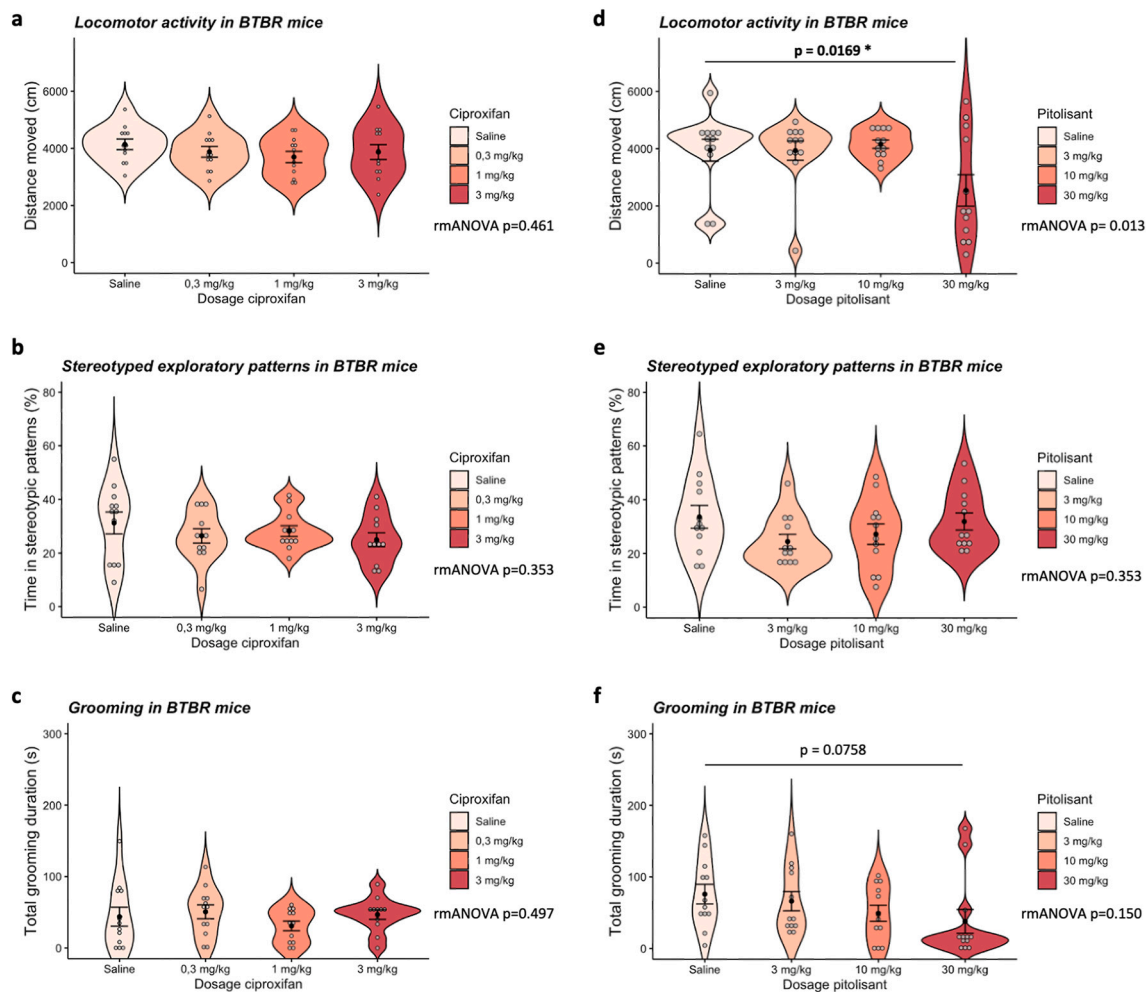 a
Locomotor activity in BTBR mice
Distance moved (cm)
6000
4000
2000
0
Saline
0,3 mg/kg
1 mg/kg
3 mg/kg
Dosage ciproxifan
Ciproxifan
Saline
0,3 mg/kg
1 mg/kg
3 mg/kg
rmANOVA p=0.461
d
Locomotor activity in BTBR mice
p = 0.0169 *
Distance moved (cm)
6000
4000
2000
0
Saline
3 mg/kg
10 mg/kg
30 mg/kg
Dosage pitolisant
Pitolisant
Saline
3 mg/kg
10 mg/kg
30 mg/kg
rmANOVA p= 0.013
b
Stereotyped exploratory patterns in BTBR mice
Time in stereotypic patterns (%)
80
60
40
20
0
Saline
0,3 mg/kg
1 mg/kg
3 mg/kg
Dosage ciproxifan
Ciproxifan
Saline
0,3 mg/kg
1 mg/kg
3 mg/kg
rmANOVA p=0.353
e
Stereotyped exploratory patterns in BTBR mice
Time in stereotypic patterns (%)
80
60
40
20
0
Saline
3 mg/kg
10 mg/kg
30 mg/kg
Dosage pitolisant
Pitolisant
Saline
3 mg/kg
10 mg/kg
30 mg/kg
rmANOVA p=0.353
c
Grooming in BTBR mice
Total grooming duration (s)
300
200
100
0
Saline
0,3 mg/kg
1 mg/kg
3 mg/kg
Dosage ciproxifan
Ciproxifan
Saline
0,3 mg/kg
1 mg/kg
3 mg/kg
rmANOVA p=0.497
f
Grooming in BTBR mice
p = 0.0758
Total grooming duration (s)
300
200
100
0
Saline
3 mg/kg
10 mg/kg
30 mg/kg
Dosage pitolisant
Pitolisant
Saline
3 mg/kg
10 mg/kg
30 mg/kg
rmANOVA p=0.150